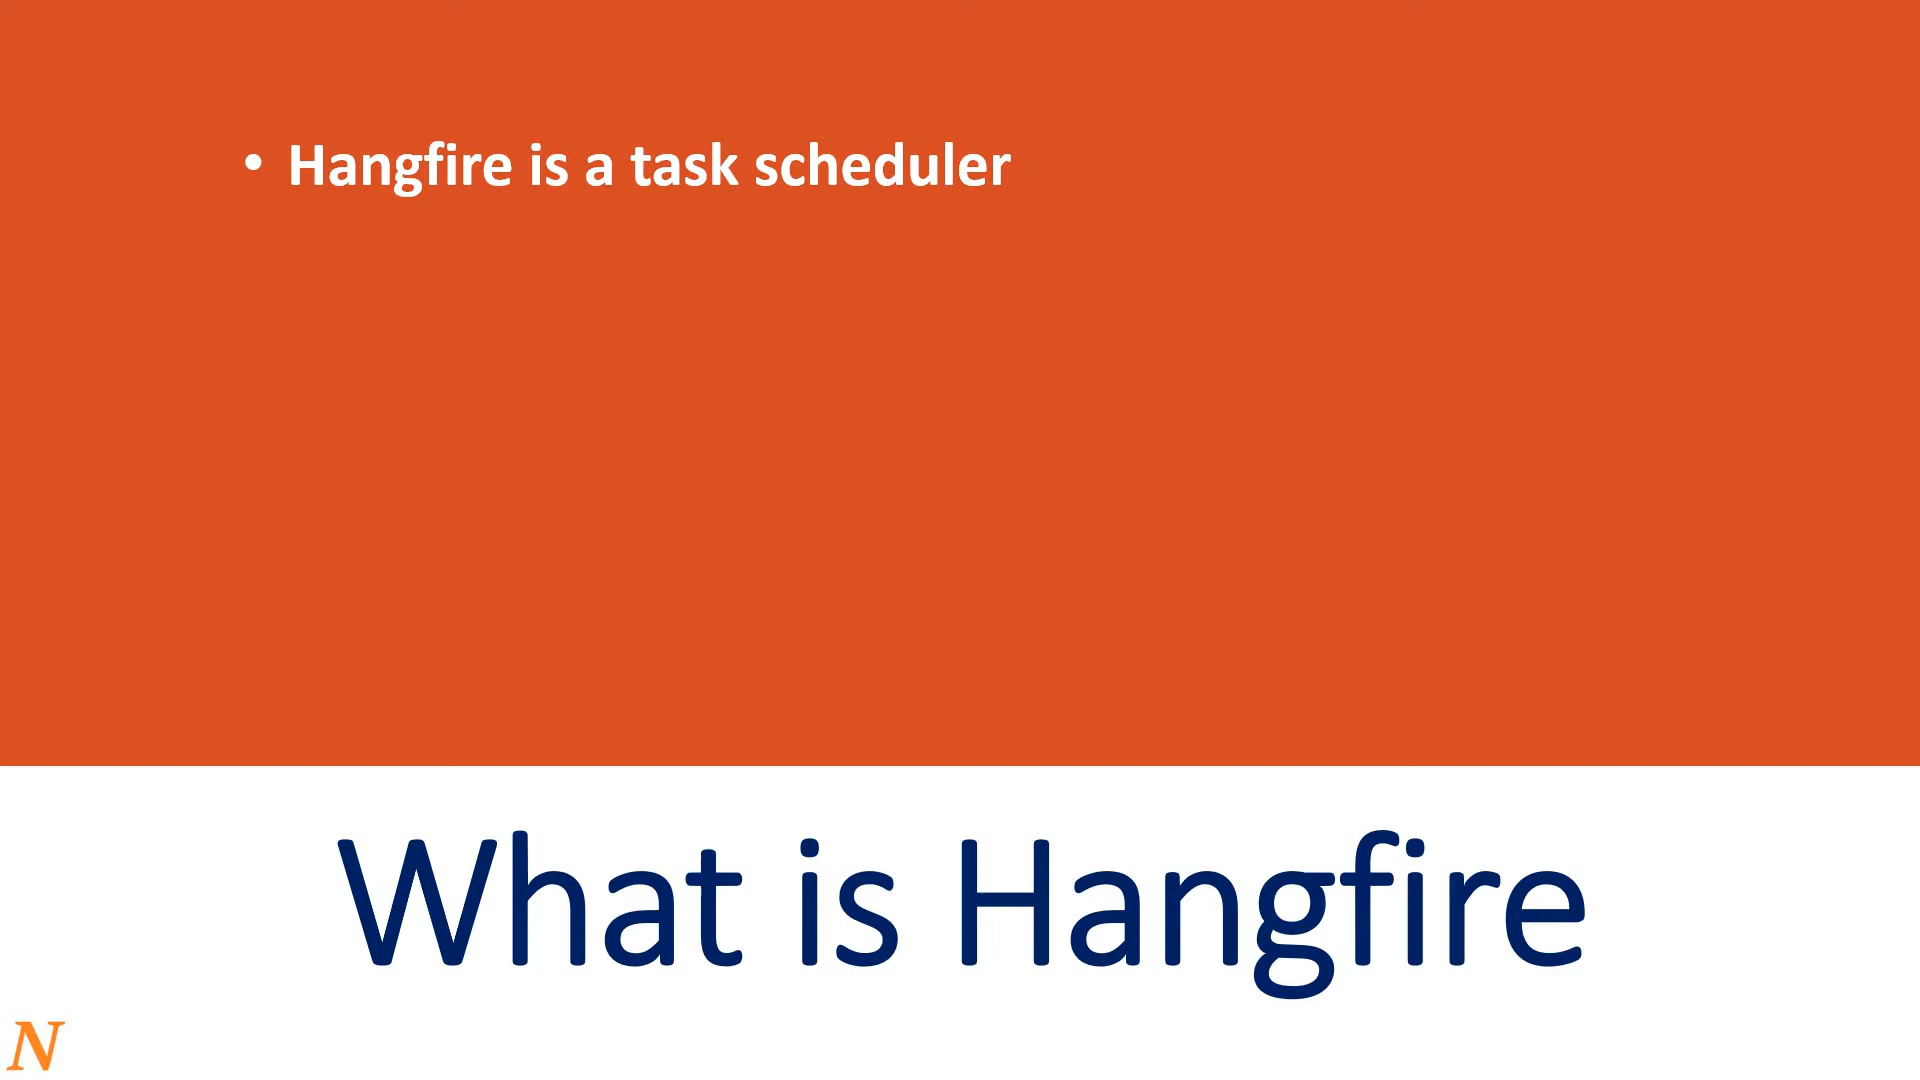 • Hangfire is a task scheduler
What is Hangfire
N